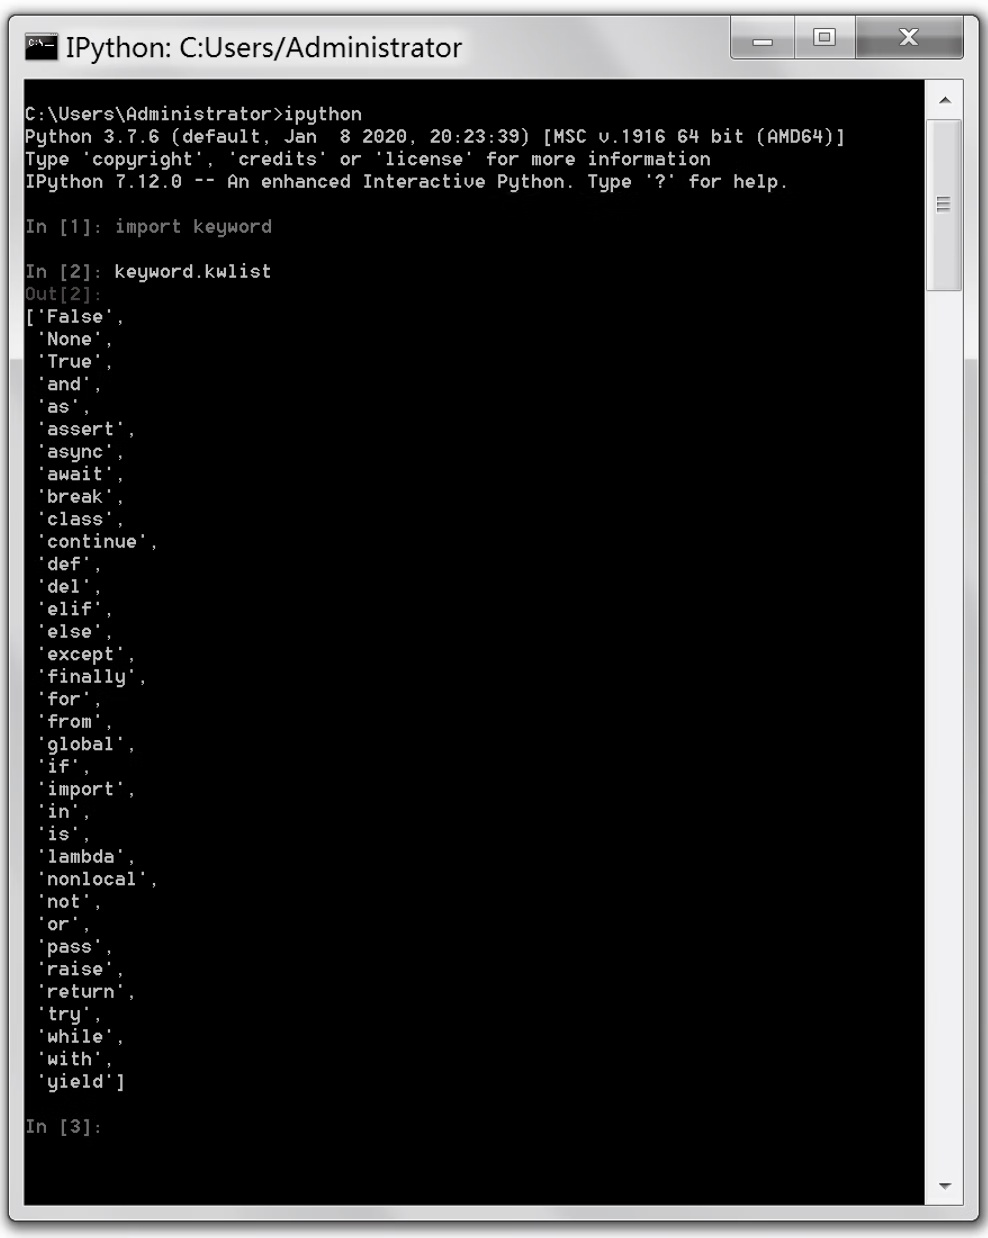 IPython: C:Users/Administrator
C:\Users\Administrator>ipython
Python 3.7.6 (default, Jan  8 2020, 20:23:39) [MSC v.1916 64 bit (AMD64)]
Type 'copyright', 'credits' or 'license' for more information
IPython 7.12.0 -- An enhanced Interactive Python. Type '?' for help.
In [1]: import keyword
In [2]: keyword.kwlist
Out[2]:
['False',
'None',
'True',
'and',
'as',
'assert',
'async',
'await',
'break',
'class',
'continue',
'def',
'del',
'elif',
'else',
'except',
'finally',
'for',
'from',
'global',
'if',
'import',
'in',
'is',
'lambda',
'nonlocal',
'not',
'or',
'pass',
'raise',
'return',
'try',
'while',
'with',
'yield']
In [3]: